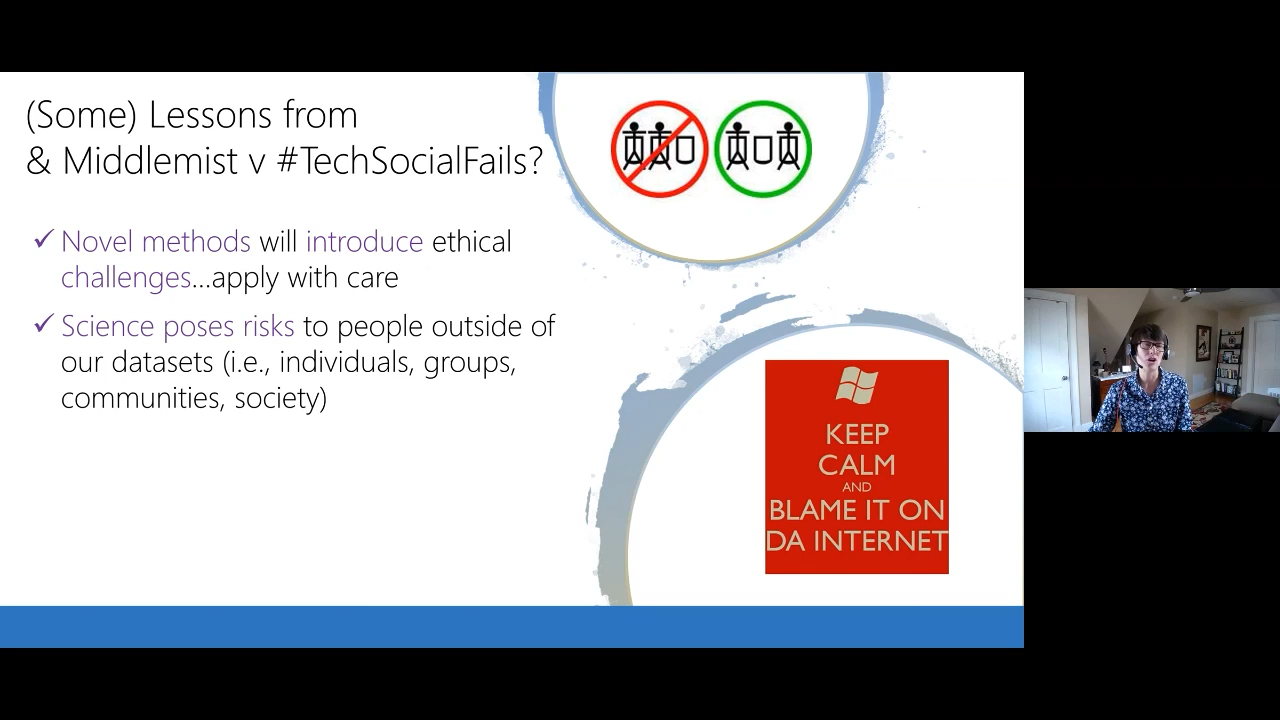 (Some) Lessons from
& Middlemist v #TechSocialFails?
Novel methods will introduce ethical
challenges...apply with care
Science poses risks to people outside of
our datasets (i.e., individuals, groups,
communities, society)
KEEP
CALM
AND
BLAME IT ON
DA INTERNET